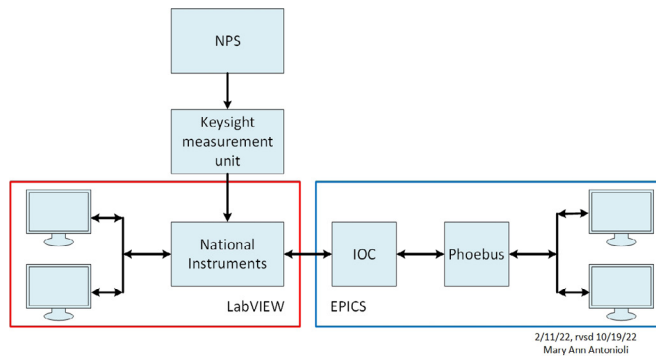 NPS
Keysight
measurement
unit
National
Instruments
IOC
Phoebus
LabVIEW
EPICS
2/11/22, rvsd 10/19/22
Mary Ann Antonioli